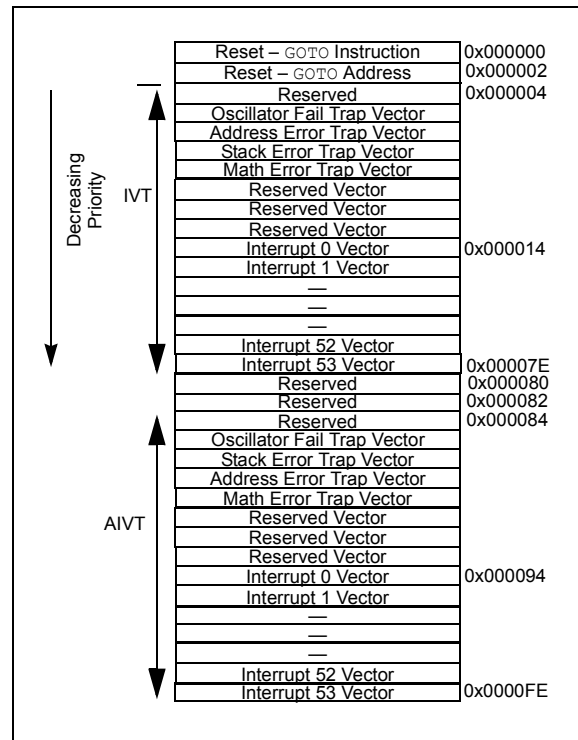 Reset – GOTO Instruction 0x000000
Reset – GOTO Address 0x000002
Reserved 0x000004
Oscillator Fail Trap Vector
Address Error Trap Vector
Stack Error Trap Vector
Math Error Trap Vector
Reserved Vector
Reserved Vector
Reserved Vector
Interrupt 0 Vector 0x000014
Interrupt 1 Vector
—
—
—
Interrupt 52 Vector
Interrupt 53 Vector 0x00007E
Decreasing
Priority
IVT
Reserved 0x000080
Reserved 0x000082
Reserved 0x000084
Oscillator Fail Trap Vector
Stack Error Trap Vector
Address Error Trap Vector
Math Error Trap Vector
Reserved Vector
Reserved Vector
Reserved Vector
Interrupt 0 Vector 0x000094
Interrupt 1 Vector
—
—
—
Interrupt 52 Vector
Interrupt 53 Vector 0x0000FE
AIVT